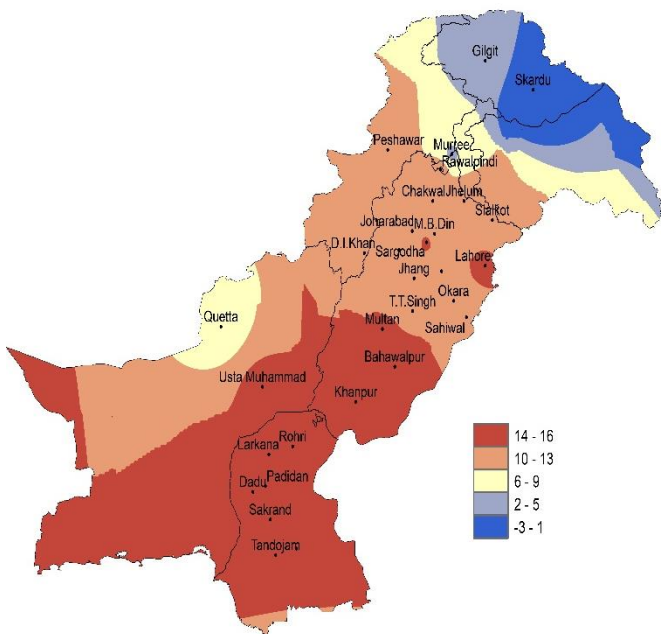 Gilgit
Skardu
Peshawar
Murree
Rawalpindi
Chakwal
Jhelum
Sialkot
Joharabad
M.B.Din
D.I.Khan
Sargodha
Lahore
Jhang
Okara
T.T.Singh
Quetta
Multan
Sahiwal
Bahawalpur
Usta Muhammad
Khanpur
Rohri
Larkana
Dadu
Padidan
Sakrand
Tandojam
14 - 16
10 - 13
6 - 9
2 - 5
-3 - 1